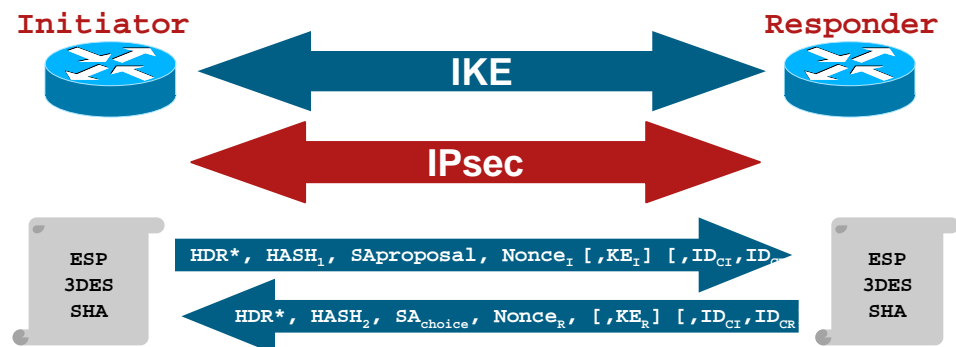 Initiator
Responder
IKE
IPsec
ESP
3DES
SHA
HDR*, HASH1, SAproposal, NonceI [,KEI] [,IDCI,IDC
HDR*, HASH2, SAchoice, NonceR, [,KER] [,IDCI,IDCR
ESP
3DES
SHA